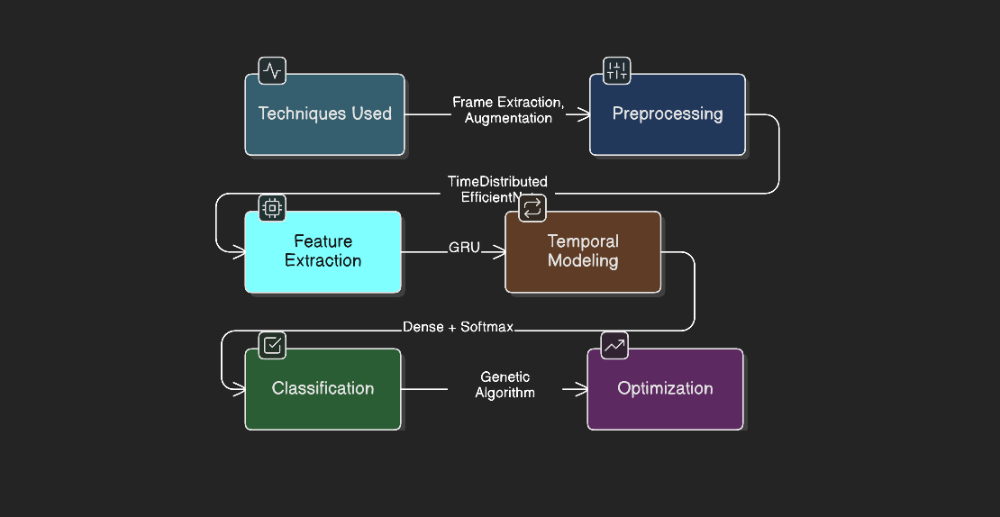 Techniques Used
Frame Extraction,
Augmentation
Preprocessing
TimeDistributed
Feature
Extraction
GRU
Temporal
Modeling
Dense + Softmax
Classification
Genetic
Algorithm
Optimization